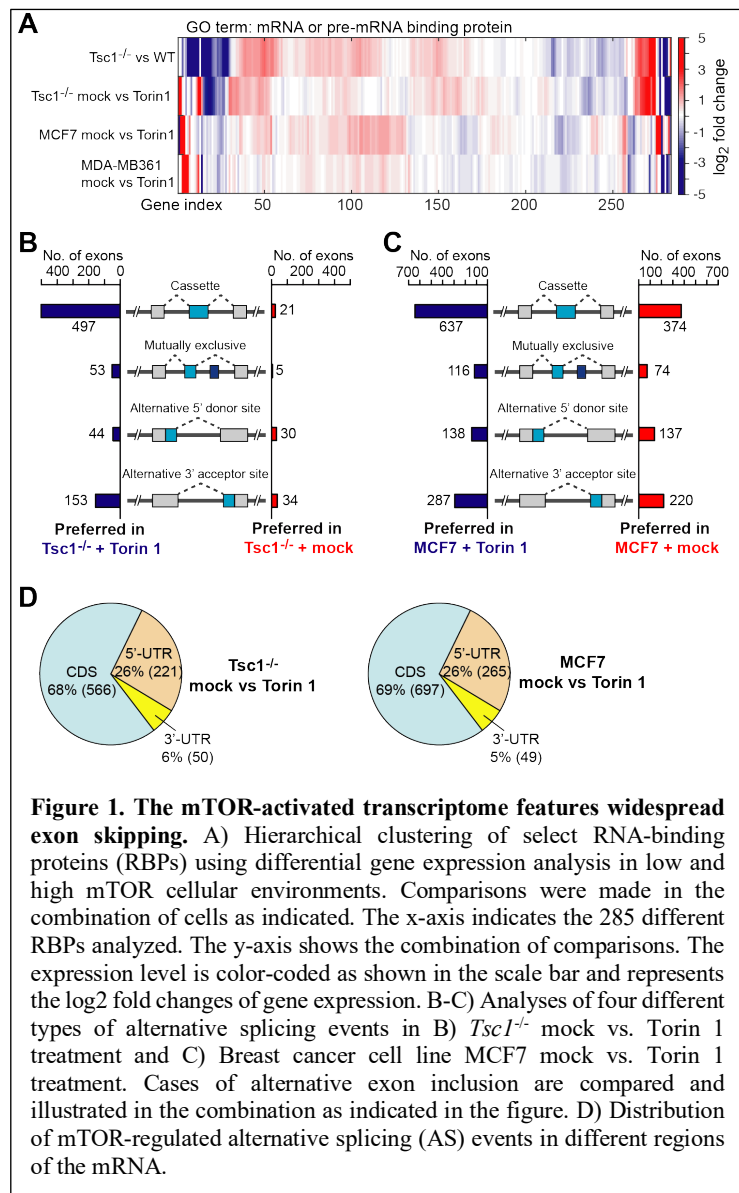 A
GO term: mRNA or pre-mRNA binding protein
Tsc1-/- vs WT
Tsc1-/- mock vs Torin1
MCF7 mock vs Torin1
MDA-MB361
mock vs Torin1
Gene index
50
100
150
200
250
5
3
1
-1
-3
-5
log2 fold change
B
No. of exons
400 200 0
No. of exons
0 200 400
Cassette
497
21
Mutually exclusive
53
5
Alternative 5' donor site
44
30
Alternative 3' acceptor site
153
34
Preferred in
Tsc1-/- + Torin 1
Preferred in
Tsc1-/- + mock
C
No. of exons
700 400 100
No. of exons
100 400 700
Cassette
637
374
Mutually exclusive
116
74
Alternative 5' donor site
138
137
Alternative 3' acceptor site
287
220
Preferred in
MCF7 + Torin 1
Preferred in
MCF7 + mock
D
CDS
68% (566)
5'-UTR
26% (221)
3'-UTR
6% (50)
Tsc1-/-
mock vs Torin 1
CDS
69% (697)
5'-UTR
26% (265)
3'-UTR
5% (49)
MCF7
mock vs Torin 1
Figure 1. The mTOR-activated transcriptome features widespread
exon skipping. A) Hierarchical clustering of select RNA-binding
proteins (RBPs) using differential gene expression analysis in low and
high mTOR cellular environments. Comparisons were made in the
combination of cells as indicated. The x-axis indicates the 285 different
RBPs analyzed. The y-axis shows the combination of comparisons. The
expression level is color-coded as shown in the scale bar and represents
the log2 fold changes of gene expression. B-C) Analyses of four different
types of alternative splicing events in B) Tsc1-/- mock vs. Torin 1
treatment and C) Breast cancer cell line MCF7 mock vs. Torin 1
treatment. Cases of alternative exon inclusion are compared and
illustrated in the combination as indicated in the figure. D) Distribution
of mTOR-regulated alternative splicing (AS) events in different regions
of the mRNA.